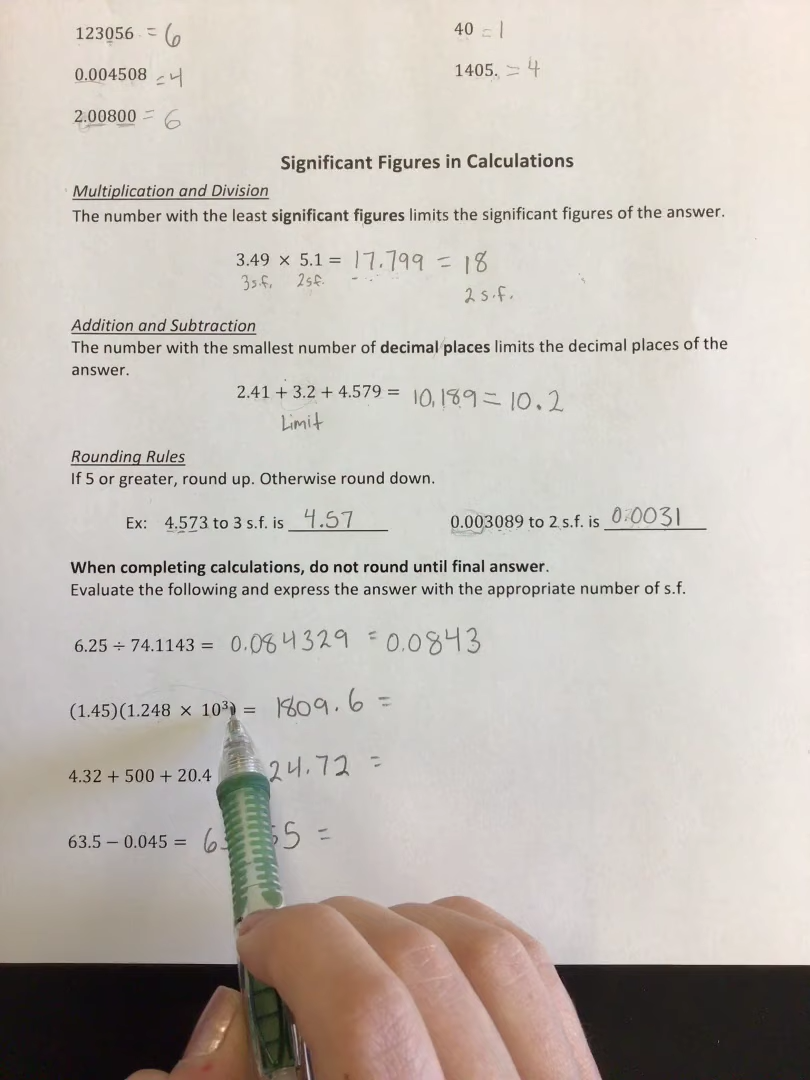 123056 = 6
40 = 1
0.004508 = 4
1405. = 4
2.00800 = 6
Significant Figures in Calculations
Multiplication and Division
The number with the least significant figures limits the significant figures of the answer.
3.49 × 5.1 = 17.799 = 18
3 s.f. 2 s.f. 2 s.f.
Addition and Subtraction
The number with the smallest number of decimal places limits the decimal places of the
answer.
2.41 + 3.2 + 4.579 = 10.189 = 10.2
Limit
Rounding Rules
If 5 or greater, round up. Otherwise round down.
Ex: 4.573 to 3 s.f. is 4.57
0.003089 to 2 s.f. is 0.0031
When completing calculations, do not round until final answer.
Evaluate the following and express the answer with the appropriate number of s.f.
6.25 ÷ 74.1143 = 0.084329 = 0.0843
(1.45)(1.248 × 10³) = 1809.6 =
4.32 + 500 + 20.4 24.72 =
63.5 − 0.045 = 6 5 =